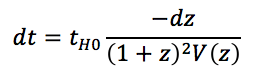 dt = t_{H0} \frac{-dz}{(1 + z)^2 V(z)}